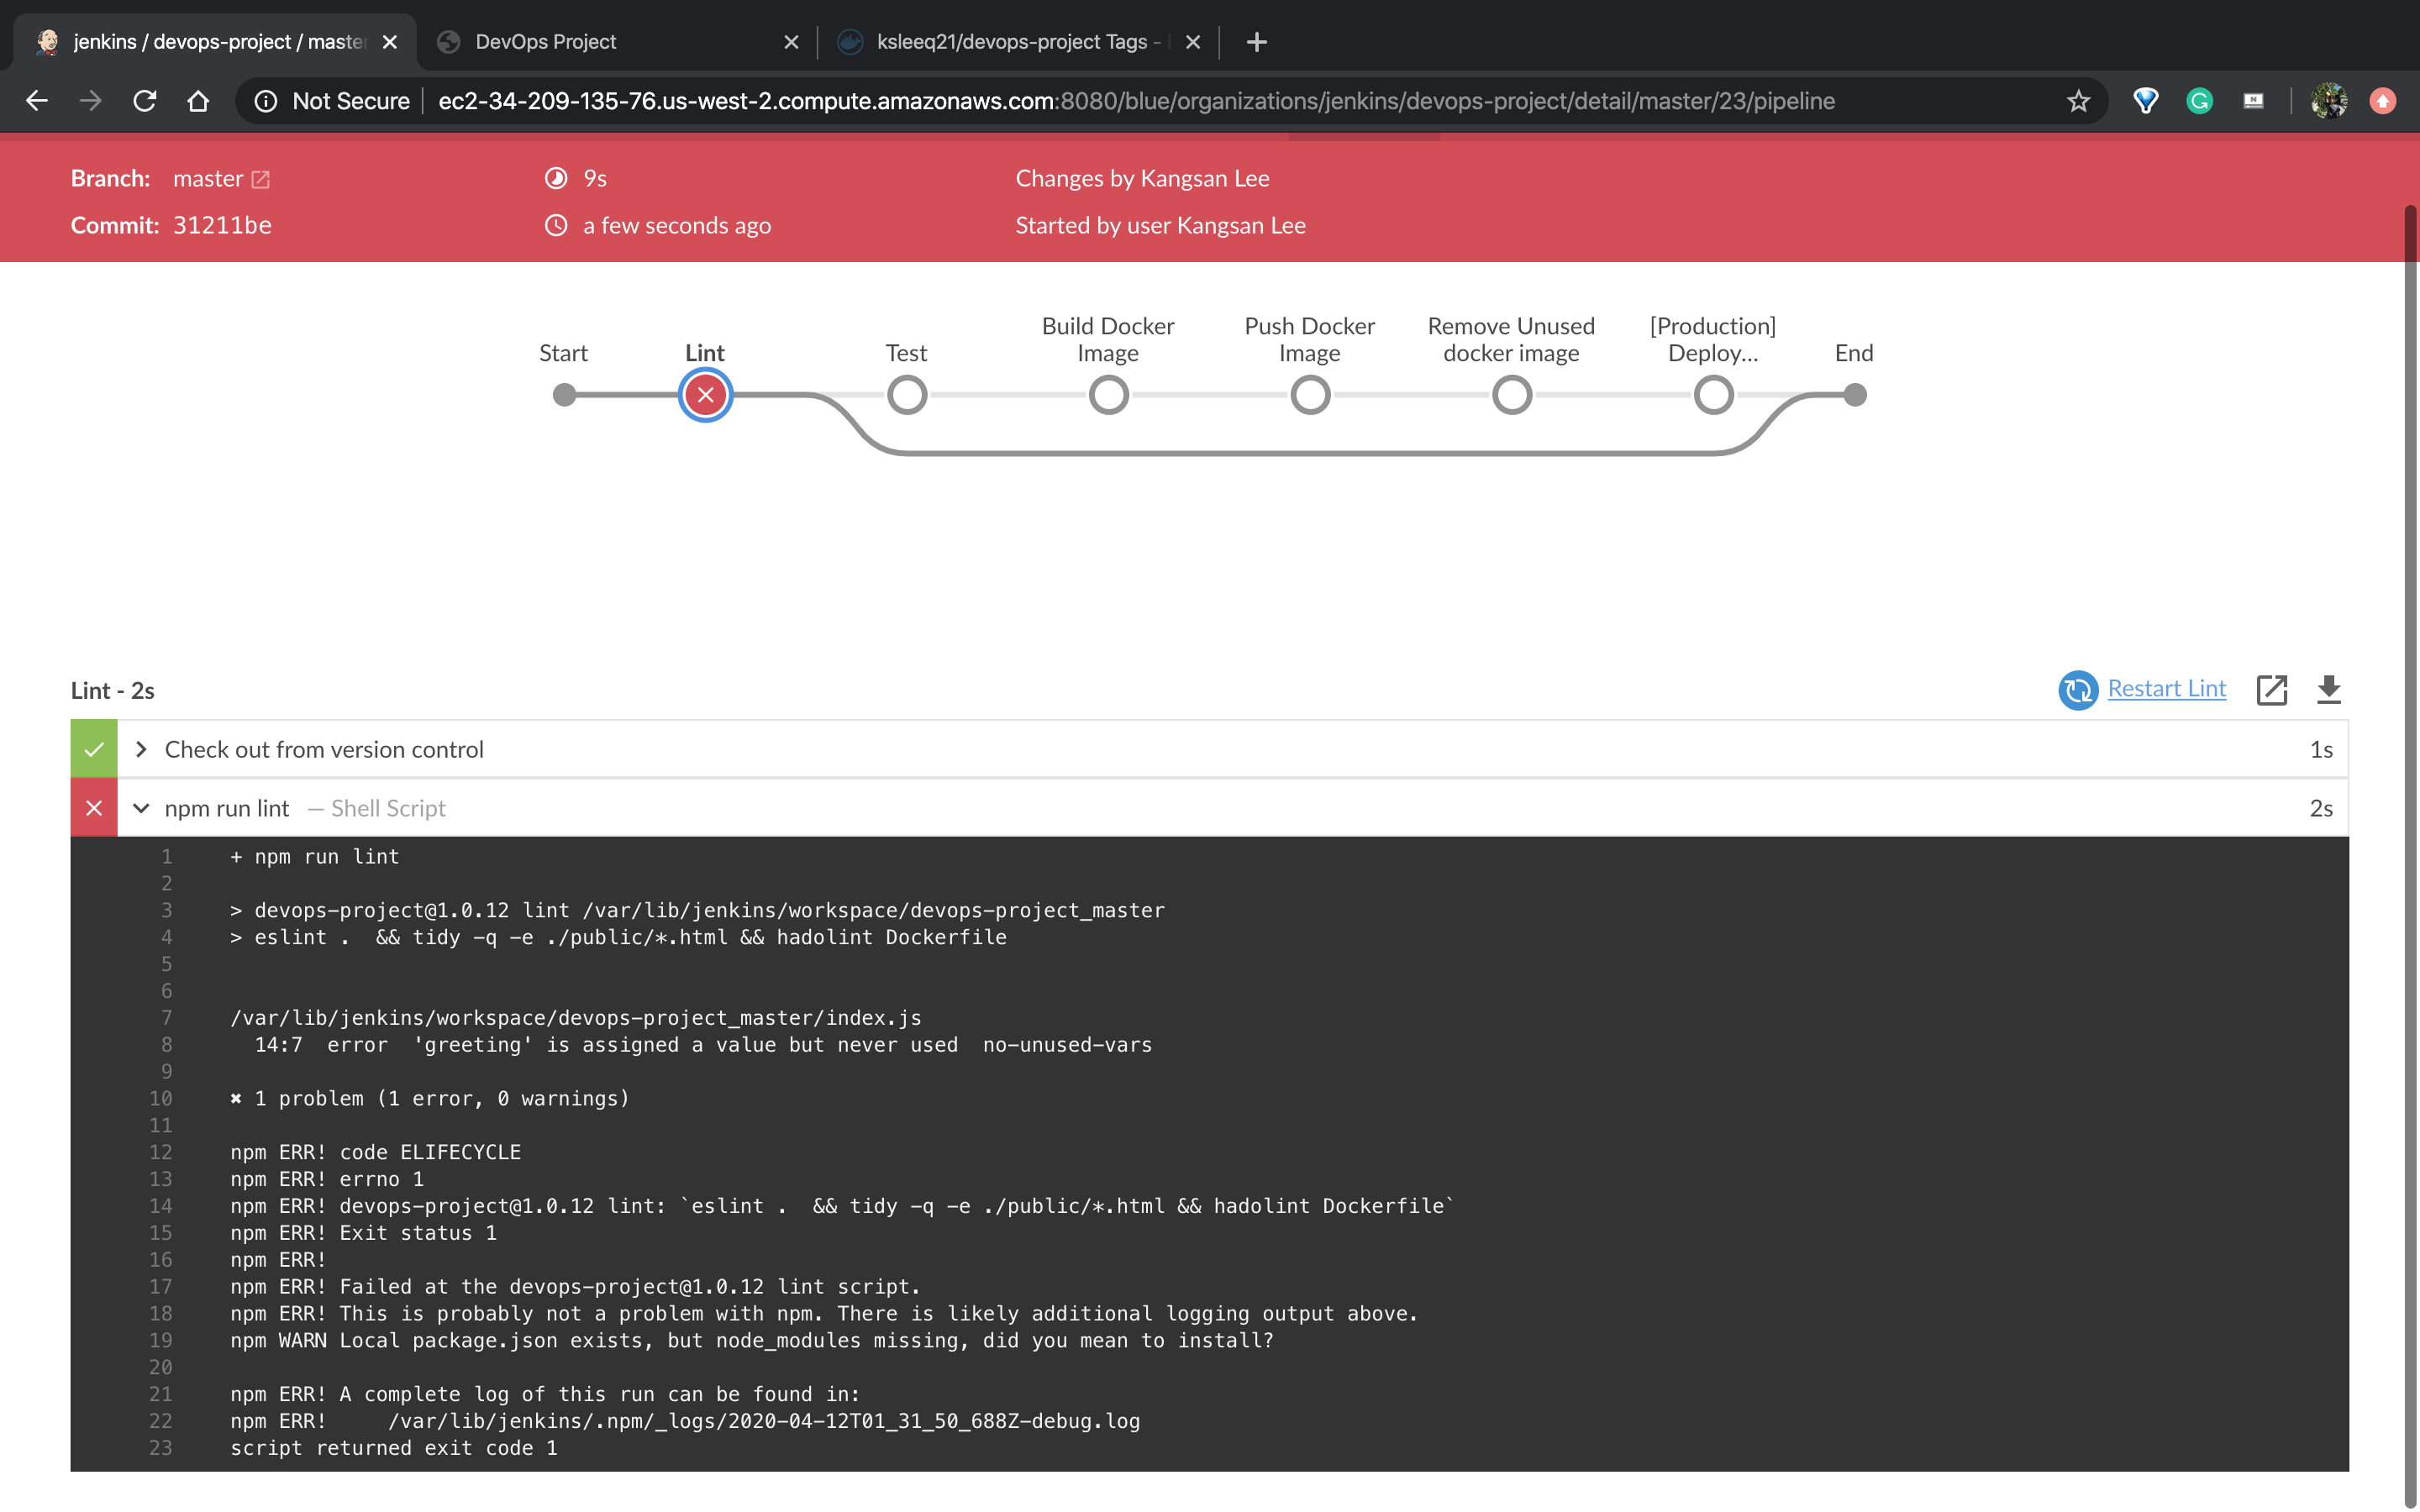 jenkins / devops-project / master
DevOps Project
ksleeq21/devops-project Tags -
Not Secure
ec2-34-209-135-76.us-west-2.compute.amazonaws.com:8080/blue/organizations/jenkins/devops-project/detail/master/23/pipeline
Branch: master
9s
Changes by Kangsan Lee
Commit: 31211be
a few seconds ago
Started by user Kangsan Lee
Start
Lint
Test
Build Docker
Image
Push Docker
Image
Remove Unused
docker image
[Production]
Deploy...
End
Lint - 2s
Restart Lint
Check out from version control
1s
npm run lint — Shell Script
2s
1 + npm run lint
2
3 > devops-project@1.0.12 lint /var/lib/jenkins/workspace/devops-project_master
4 > eslint .  && tidy -q -e ./public/*.html && hadolint Dockerfile
5
6
7 /var/lib/jenkins/workspace/devops-project_master/index.js
8   14:7  error  'greeting' is assigned a value but never used  no-unused-vars
9
10 ✖ 1 problem (1 error, 0 warnings)
11
12 npm ERR! code ELIFECYCLE
13 npm ERR! errno 1
14 npm ERR! devops-project@1.0.12 lint: `eslint .  && tidy -q -e ./public/*.html && hadolint Dockerfile`
15 npm ERR! Exit status 1
16 npm ERR!
17 npm ERR! Failed at the devops-project@1.0.12 lint script.
18 npm ERR! This is probably not a problem with npm. There is likely additional logging output above.
19 npm WARN Local package.json exists, but node_modules missing, did you mean to install?
20
21 npm ERR! A complete log of this run can be found in:
22 npm ERR!     /var/lib/jenkins/.npm/_logs/2020-04-12T01_31_50_688Z-debug.log
23 script returned exit code 1